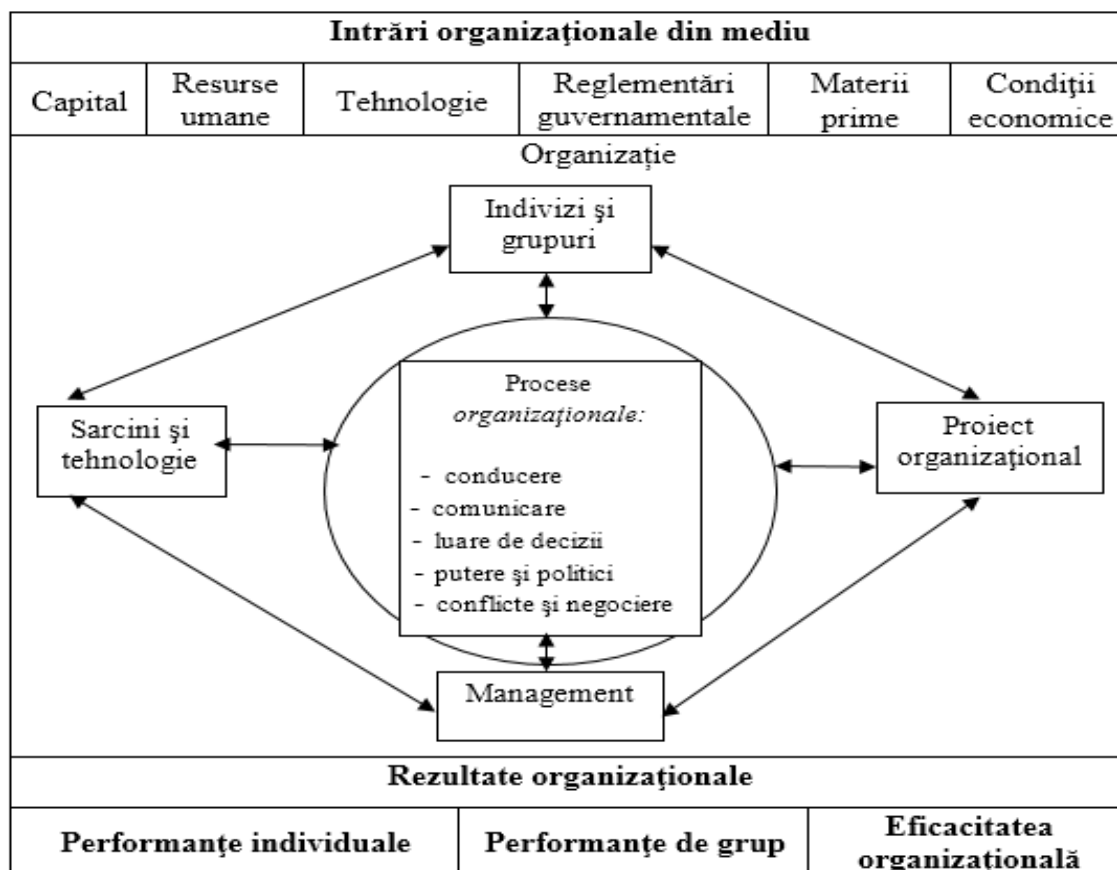 Intrări organizaţionale din mediu
Capital
Resurse
umane
Tehnologie
Reglementări
guvernamentale
Materii
prime
Condiţii
economice
Organizație
Indivizi şi
grupuri
Sarcini şi
tehnologie
Procese
organizaţionale:
- conducere
- comunicare
- luare de decizii
- putere şi politici
- conflicte şi negociere
Proiect
organizaţional
Management
Rezultate organizaţionale
Performanţe individuale
Performanţe de grup
Eficacitatea
organizaţională